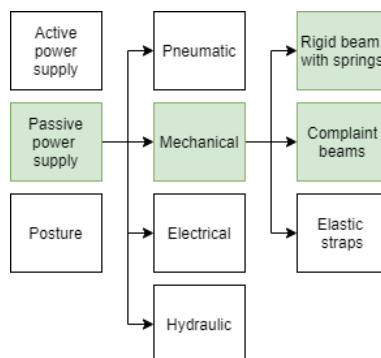 Active
power
supply
Pneumatic
Rigid beam
with springs
Passive
power
supply
Mechanical
Complaint
beams
Posture
Electrical
Elastic
straps
Hydraulic